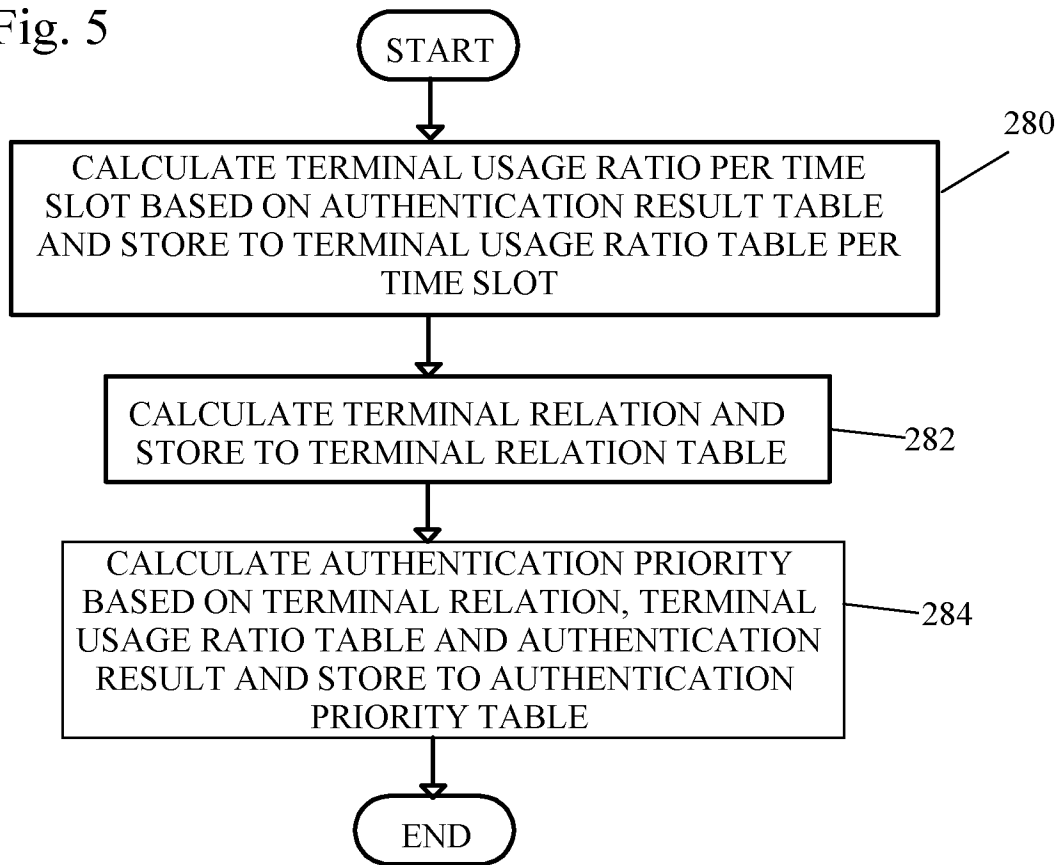 Fig. 5
START
280
CALCULATE TERMINAL USAGE RATIO PER TIME
SLOT BASED ON AUTHENTICATION RESULT TABLE
AND STORE TO TERMINAL USAGE RATIO TABLE PER
TIME SLOT
CALCULATE TERMINAL RELATION AND
STORE TO TERMINAL RELATION TABLE
282
CALCULATE AUTHENTICATION PRIORITY
BASED ON TERMINAL RELATION, TERMINAL
USAGE RATIO TABLE AND AUTHENTICATION
RESULT AND STORE TO AUTHENTICATION
PRIORITY TABLE
284
END